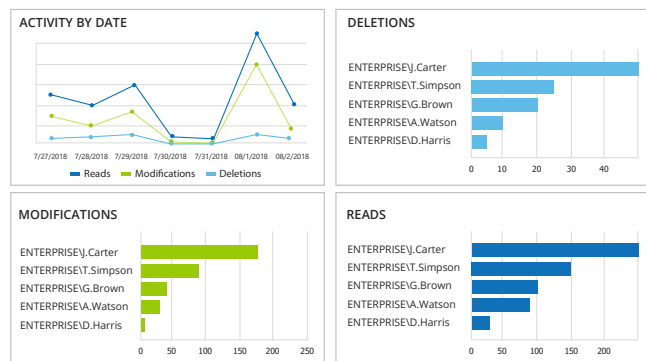 ACTIVITY BY DATE
7/27/2018 7/28/2018 7/29/2018 7/30/2018 7/31/2018 08/1/2018 08/2/2018
Reads Modifications Deletions
DELETIONS
ENTERPRISE\J.Carter
ENTERPRISE\T.Simpson
ENTERPRISE\G.Brown
ENTERPRISE\A.Watson
ENTERPRISE\D.Harris
0 10 20 30 40
MODIFICATIONS
ENTERPRISE\J.Carter
ENTERPRISE\T.Simpson
ENTERPRISE\G.Brown
ENTERPRISE\A.Watson
ENTERPRISE\D.Harris
0 50 100 150 200 250
READS
ENTERPRISE\J.Carter
ENTERPRISE\T.Simpson
ENTERPRISE\G.Brown
ENTERPRISE\A.Watson
ENTERPRISE\D.Harris
0 50 100 150 200